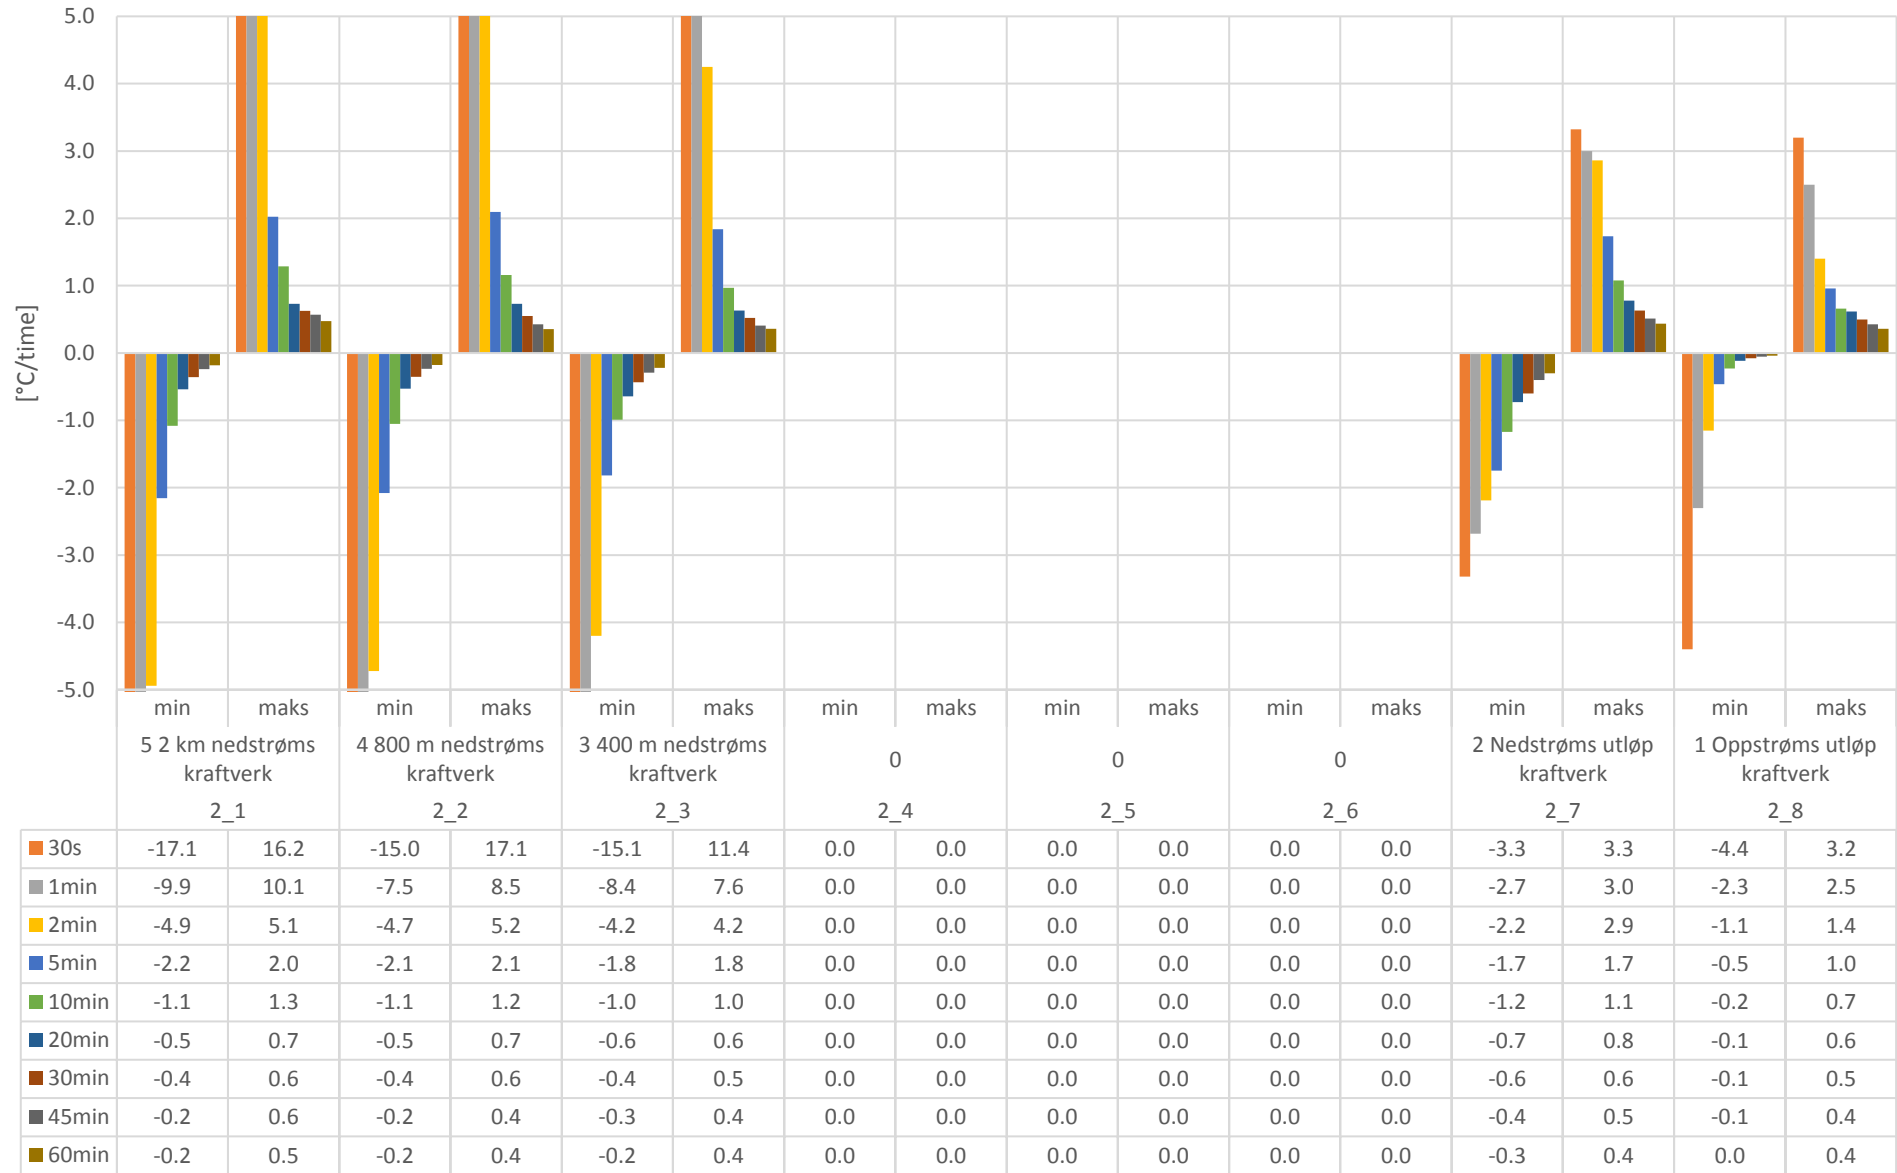 5.0
4.0
3.0
2.0
1.0
0.0
-1.0
-2.0
-3.0
-4.0
-5.0
[°C/time]
min maks min maks min maks min maks min maks min maks min maks min maks
5 2 km nedstrøms kraftverk
4 800 m nedstrøms kraftverk
3 400 m nedstrøms kraftverk
0
0
0
2 Nedstrøms utløp kraftverk
1 Oppstrøms utløp kraftverk
2_1 2_2 2_3 2_4 2_5 2_6 2_7 2_8
30s -17.1 16.2 -15.0 17.1 -15.1 11.4 0.0 0.0 0.0 0.0 0.0 0.0 -3.3 3.3 -4.4 3.2
1min -9.9 10.1 -7.5 8.5 -8.4 7.6 0.0 0.0 0.0 0.0 0.0 0.0 -2.7 3.0 -2.3 2.5
2min -4.9 5.1 -4.7 5.2 -4.2 4.2 0.0 0.0 0.0 0.0 0.0 0.0 -2.2 2.9 -1.1 1.4
5min -2.2 2.0 -2.1 2.1 -1.8 1.8 0.0 0.0 0.0 0.0 0.0 0.0 -1.7 1.7 -0.5 1.0
10min -1.1 1.3 -1.1 1.2 -1.0 1.0 0.0 0.0 0.0 0.0 0.0 0.0 -1.2 1.1 -0.2 0.7
20min -0.5 0.7 -0.5 0.7 -0.6 0.6 0.0 0.0 0.0 0.0 0.0 0.0 -0.7 0.8 -0.1 0.6
30min -0.4 0.6 -0.4 0.6 -0.4 0.5 0.0 0.0 0.0 0.0 0.0 0.0 -0.6 0.6 -0.1 0.5
45min -0.2 0.6 -0.2 0.4 -0.3 0.4 0.0 0.0 0.0 0.0 0.0 0.0 -0.4 0.5 -0.1 0.4
60min -0.2 0.5 -0.2 0.4 -0.2 0.4 0.0 0.0 0.0 0.0 0.0 0.0 -0.3 0.4 0.0 0.4